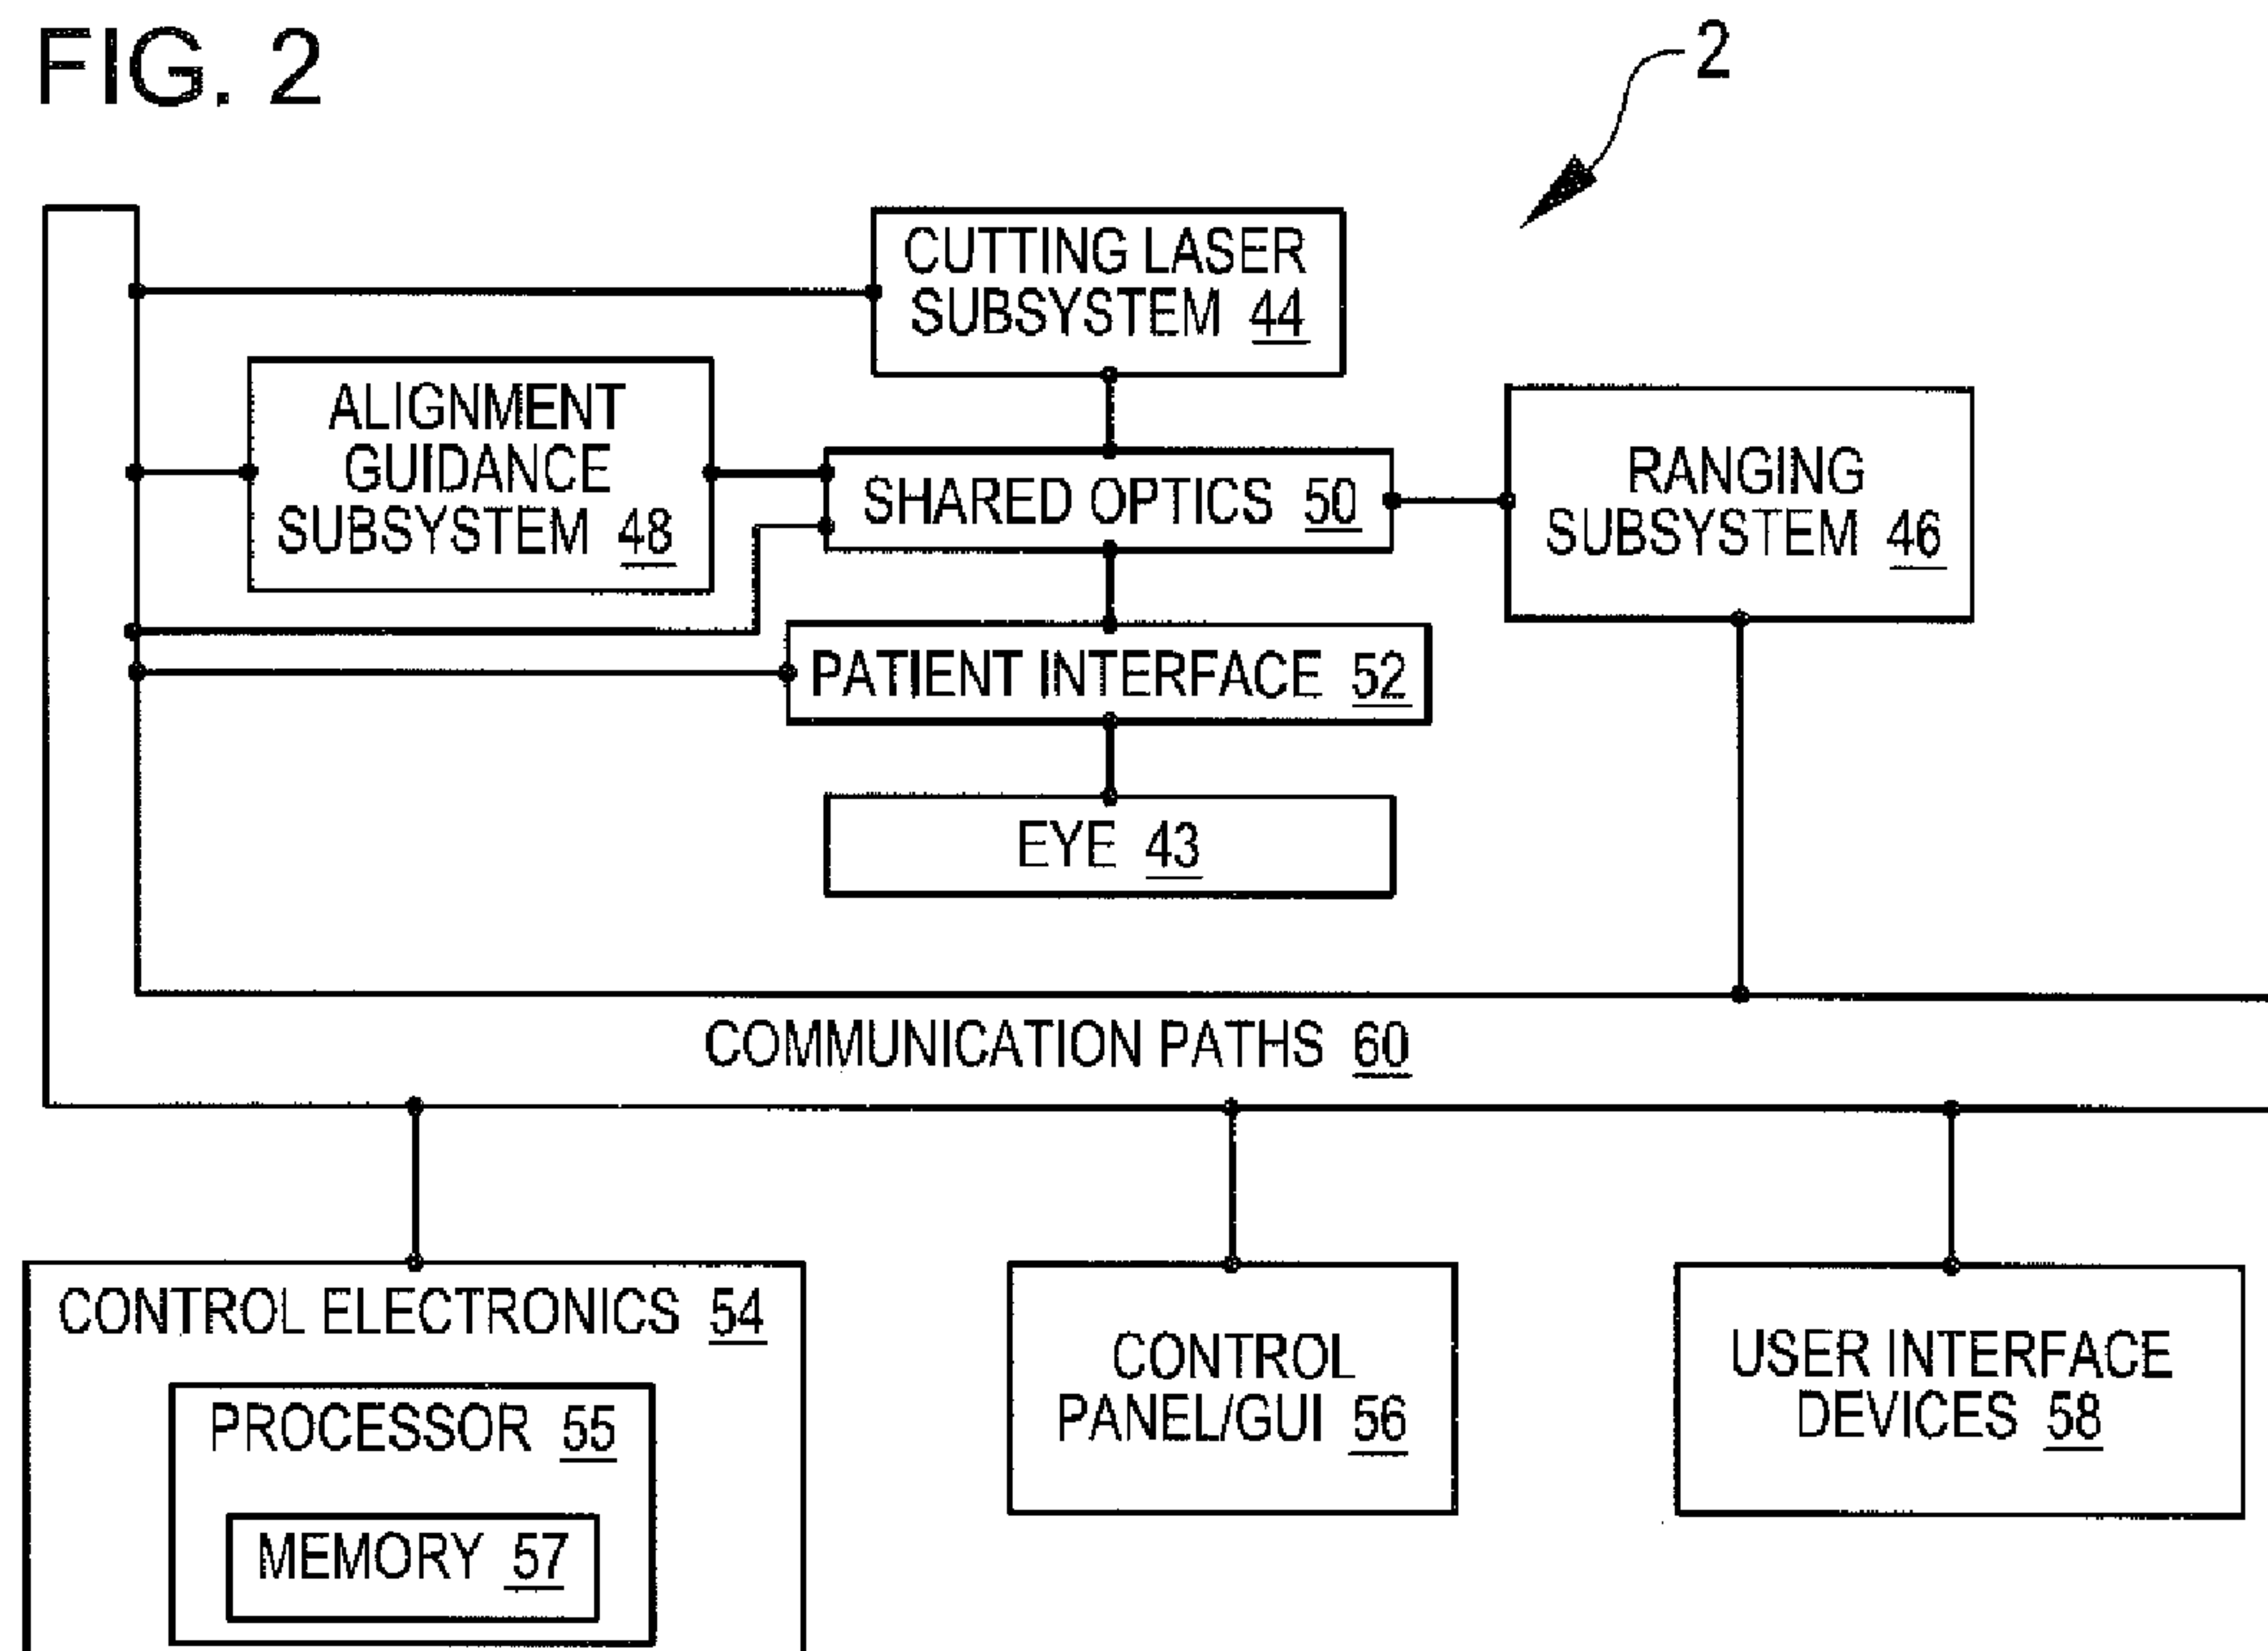 FIG. 2
2
CUTTING LASER
SUBSYSTEM 44
ALIGNMENT
GUIDANCE
SUBSYSTEM 48
SHARED OPTICS 50
RANGING
SUBSYSTEM 46
PATIENT INTERFACE 52
EYE 43
COMMUNICATION PATHS 60
CONTROL ELECTRONICS 54
PROCESSOR 55
MEMORY 57
CONTROL
PANEL/GUI 56
USER INTERFACE
DEVICES 58